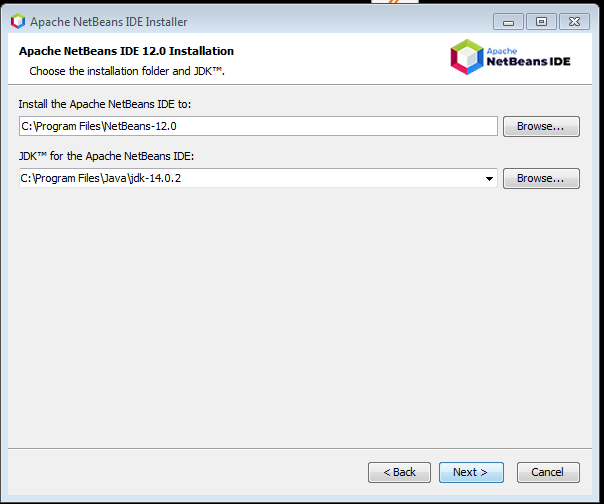 Apache NetBeans IDE Installer
Apache NetBeans IDE 12.0 Installation
Choose the installation folder and JDK™.
Apache
NetBeans IDE
Install the Apache NetBeans IDE to:
C:\Program Files\NetBeans-12.0
Browse...
JDK™ for the Apache NetBeans IDE:
C:\Program Files\Java\jdk-14.0.2
Browse...
< Back
Next >
Cancel